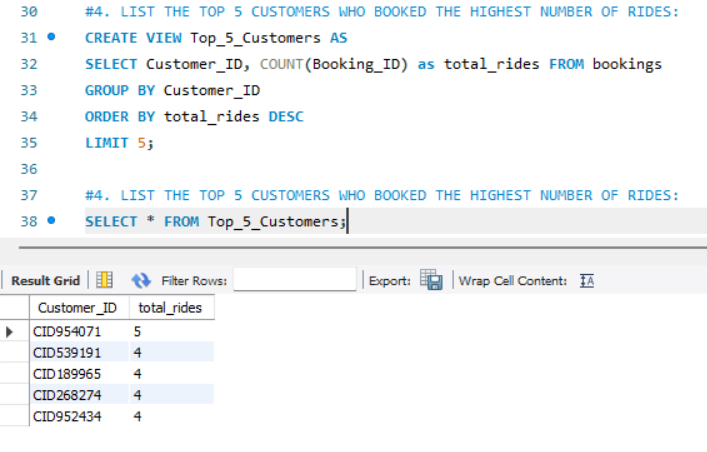 30 #4. LIST THE TOP 5 CUSTOMERS WHO BOOKED THE HIGHEST NUMBER OF RIDES:
31 CREATE VIEW Top_5_Customers AS
32 SELECT Customer_ID, COUNT(Booking_ID) as total_rides FROM bookings
33 GROUP BY Customer_ID
34 ORDER BY total_rides DESC
35 LIMIT 5;
36
37 #4. LIST THE TOP 5 CUSTOMERS WHO BOOKED THE HIGHEST NUMBER OF RIDES:
38 SELECT * FROM Top_5_Customers;
Result Grid Filter Rows: Export: Wrap Cell Content:
Customer_ID total_rides
CID954071 5
CID539191 4
CID189965 4
CID268274 4
CID952434 4